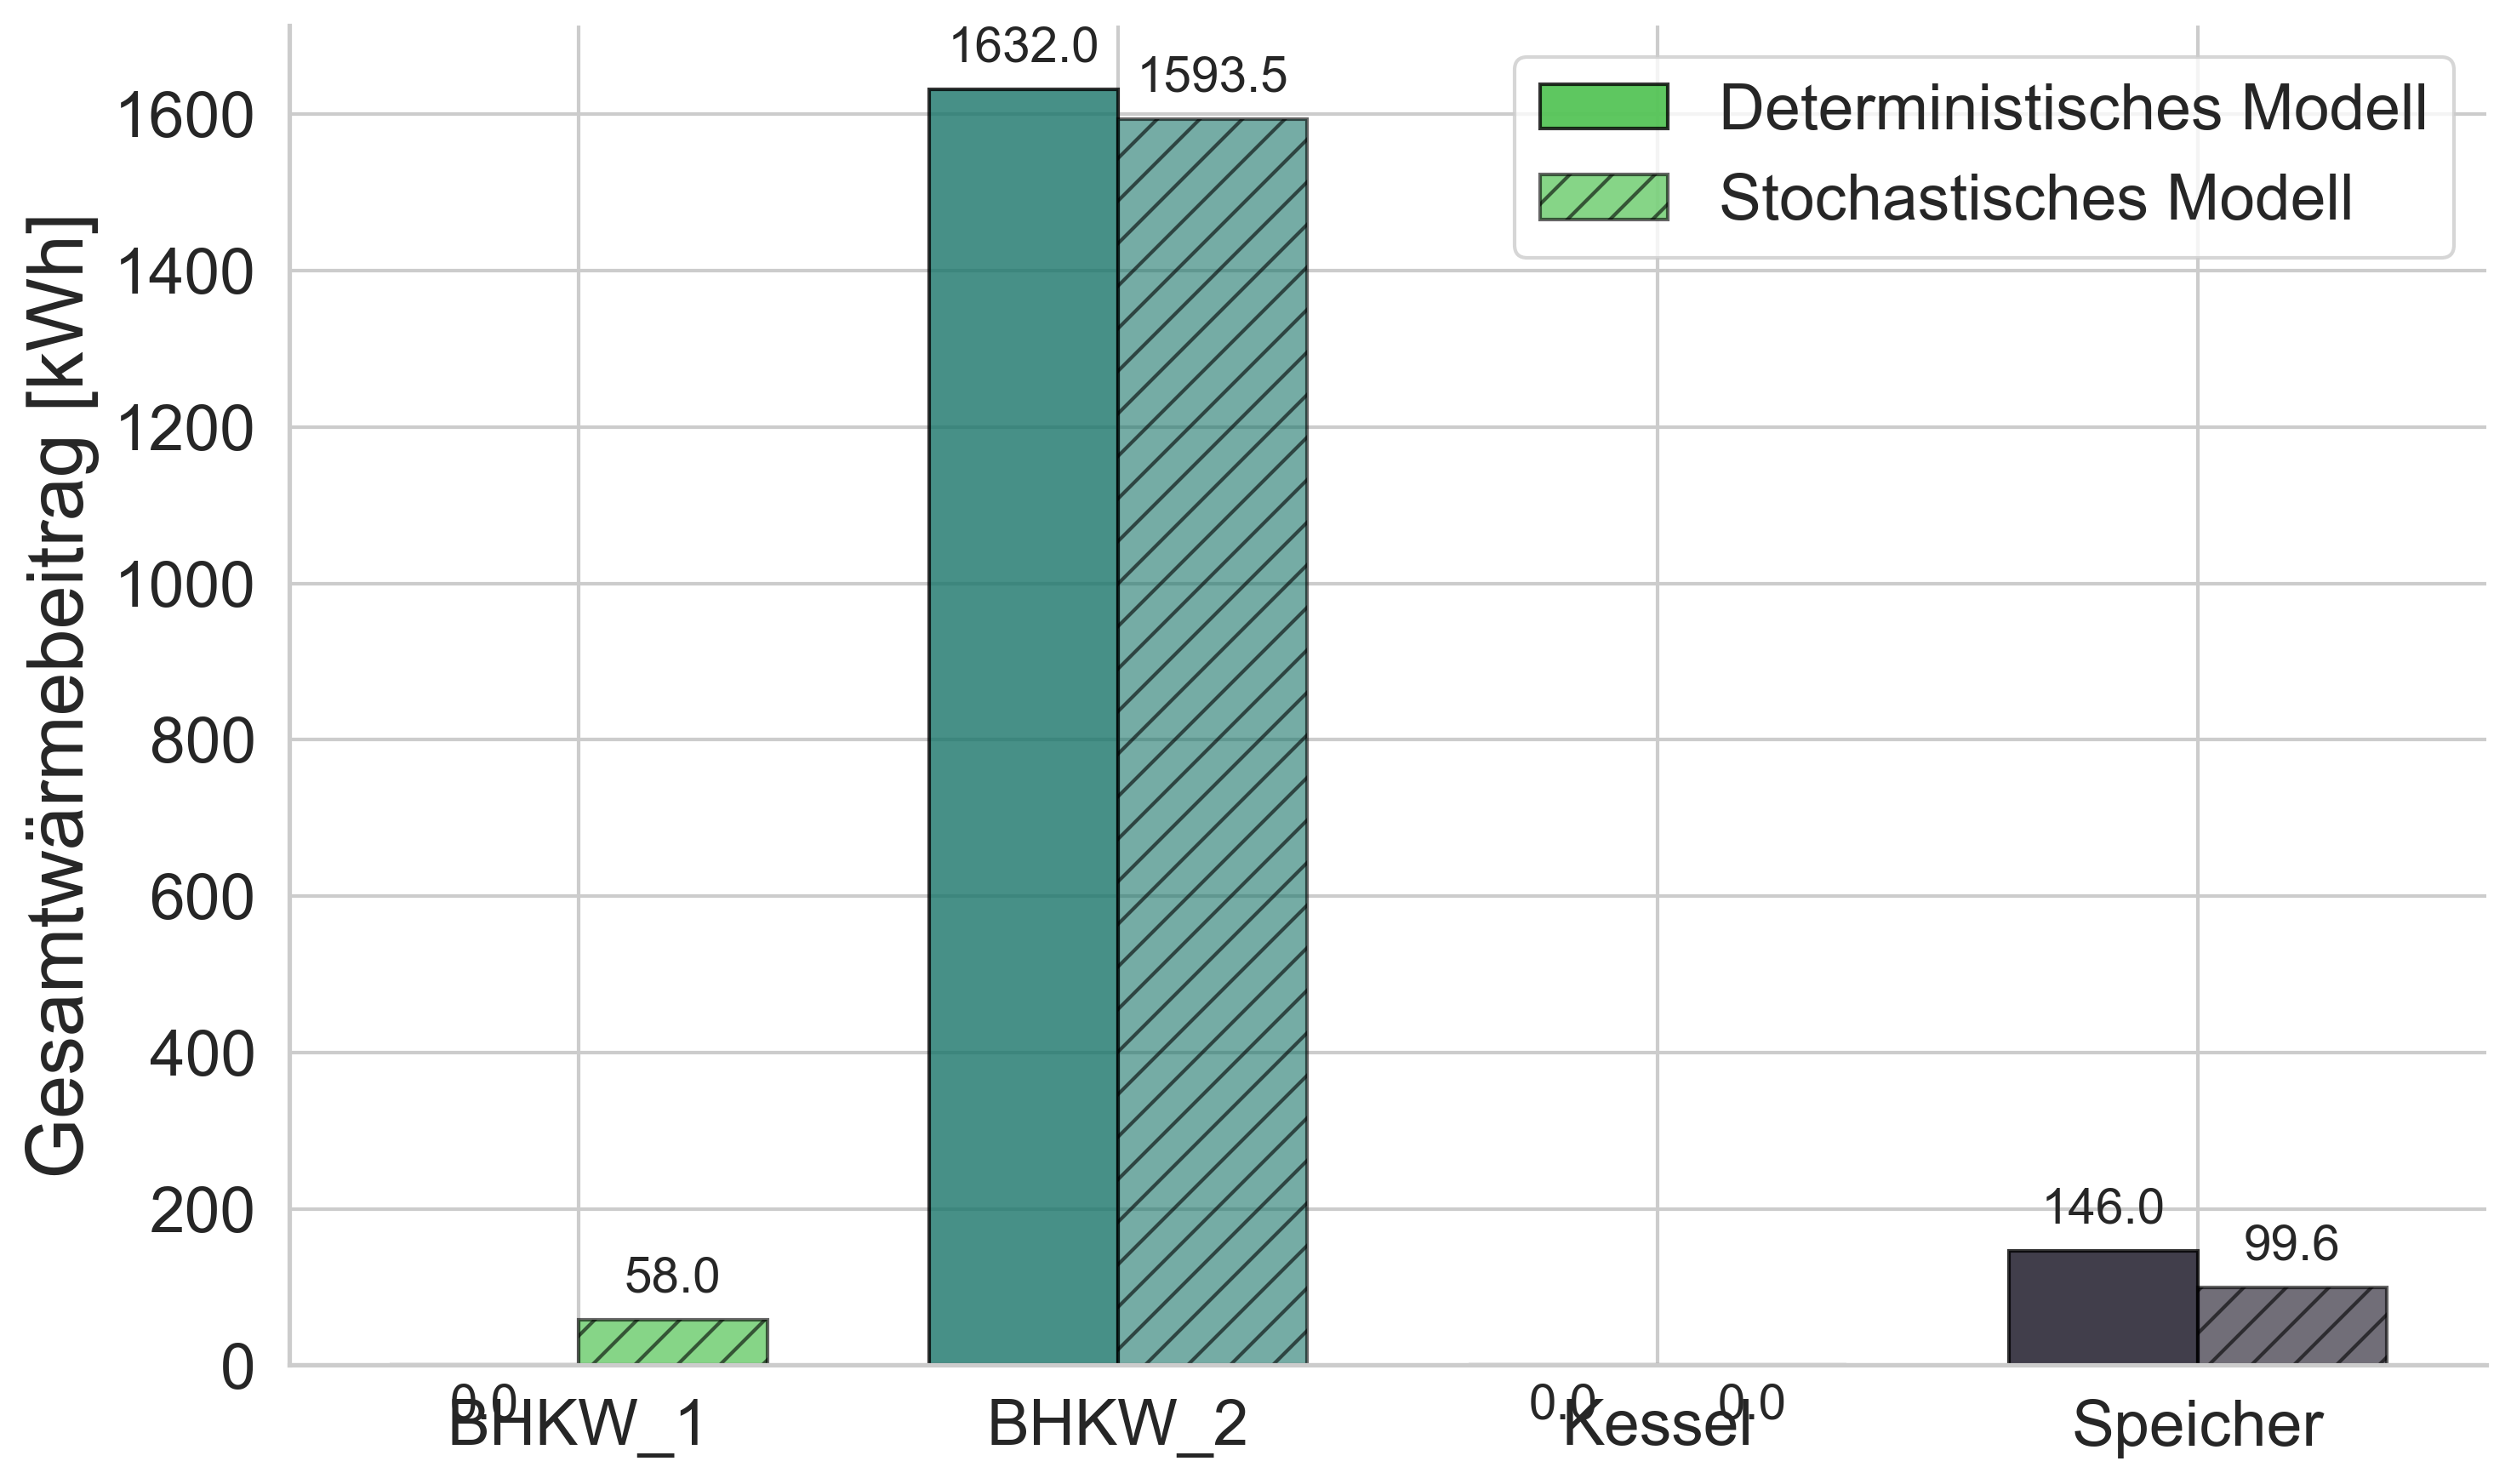 1632.0
1593.5
Deterministisches Modell
Stochastisches Modell
Gesamtwärmebeitrag [kWh]
1600
1400
1200
1000
800
600
400
200
0
58.0
146.0
99.6
0.0
0.0
0.0
BHKW_1
BHKW_2
Kessel
Speicher